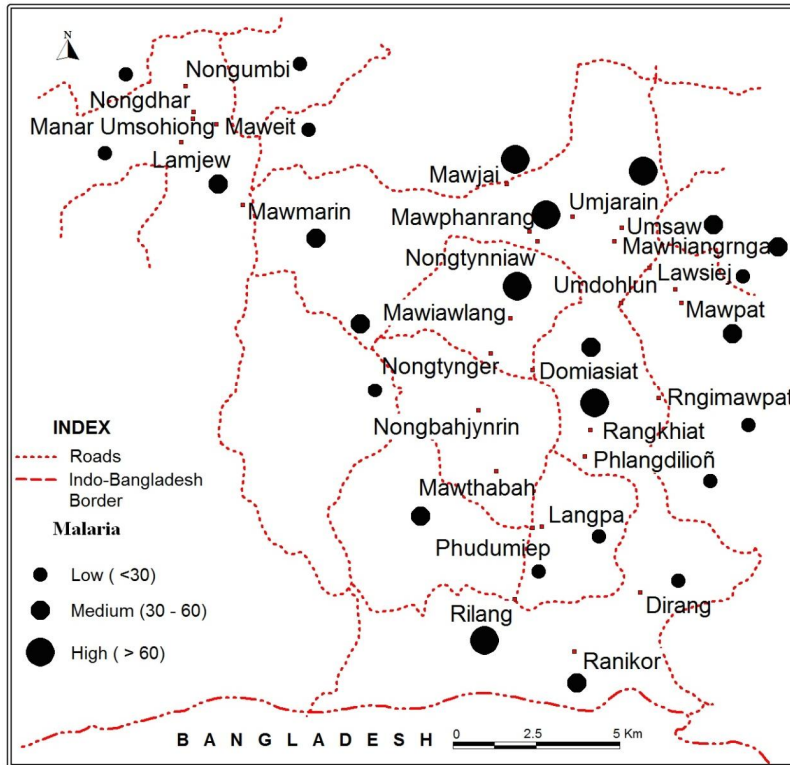 N
Nongumbi
Nongdhar
Manar Umsohiong Maweit
Lamjew
Mawmarin
Mawjai
Umjarain
Mawphanrang
Umsaw
Mawhiangrnga
Nongtynniaw
Umdohlun
Lawsiej
Mawpat
Mawiawlang
Nongtynger
Domiasiat
Rngimawpat
Nongbahjynrin
Rangkhiat
Phlangdilioñ
Mawthabah
Langpa
Phudumiep
Dirang
Rilang
Ranikor
INDEX
Roads
Indo-Bangladesh
Border
Malaria
Low ( <30)
Medium (30 - 60)
High ( > 60)
B A N G L A D E S H
0 2.5 5 Km